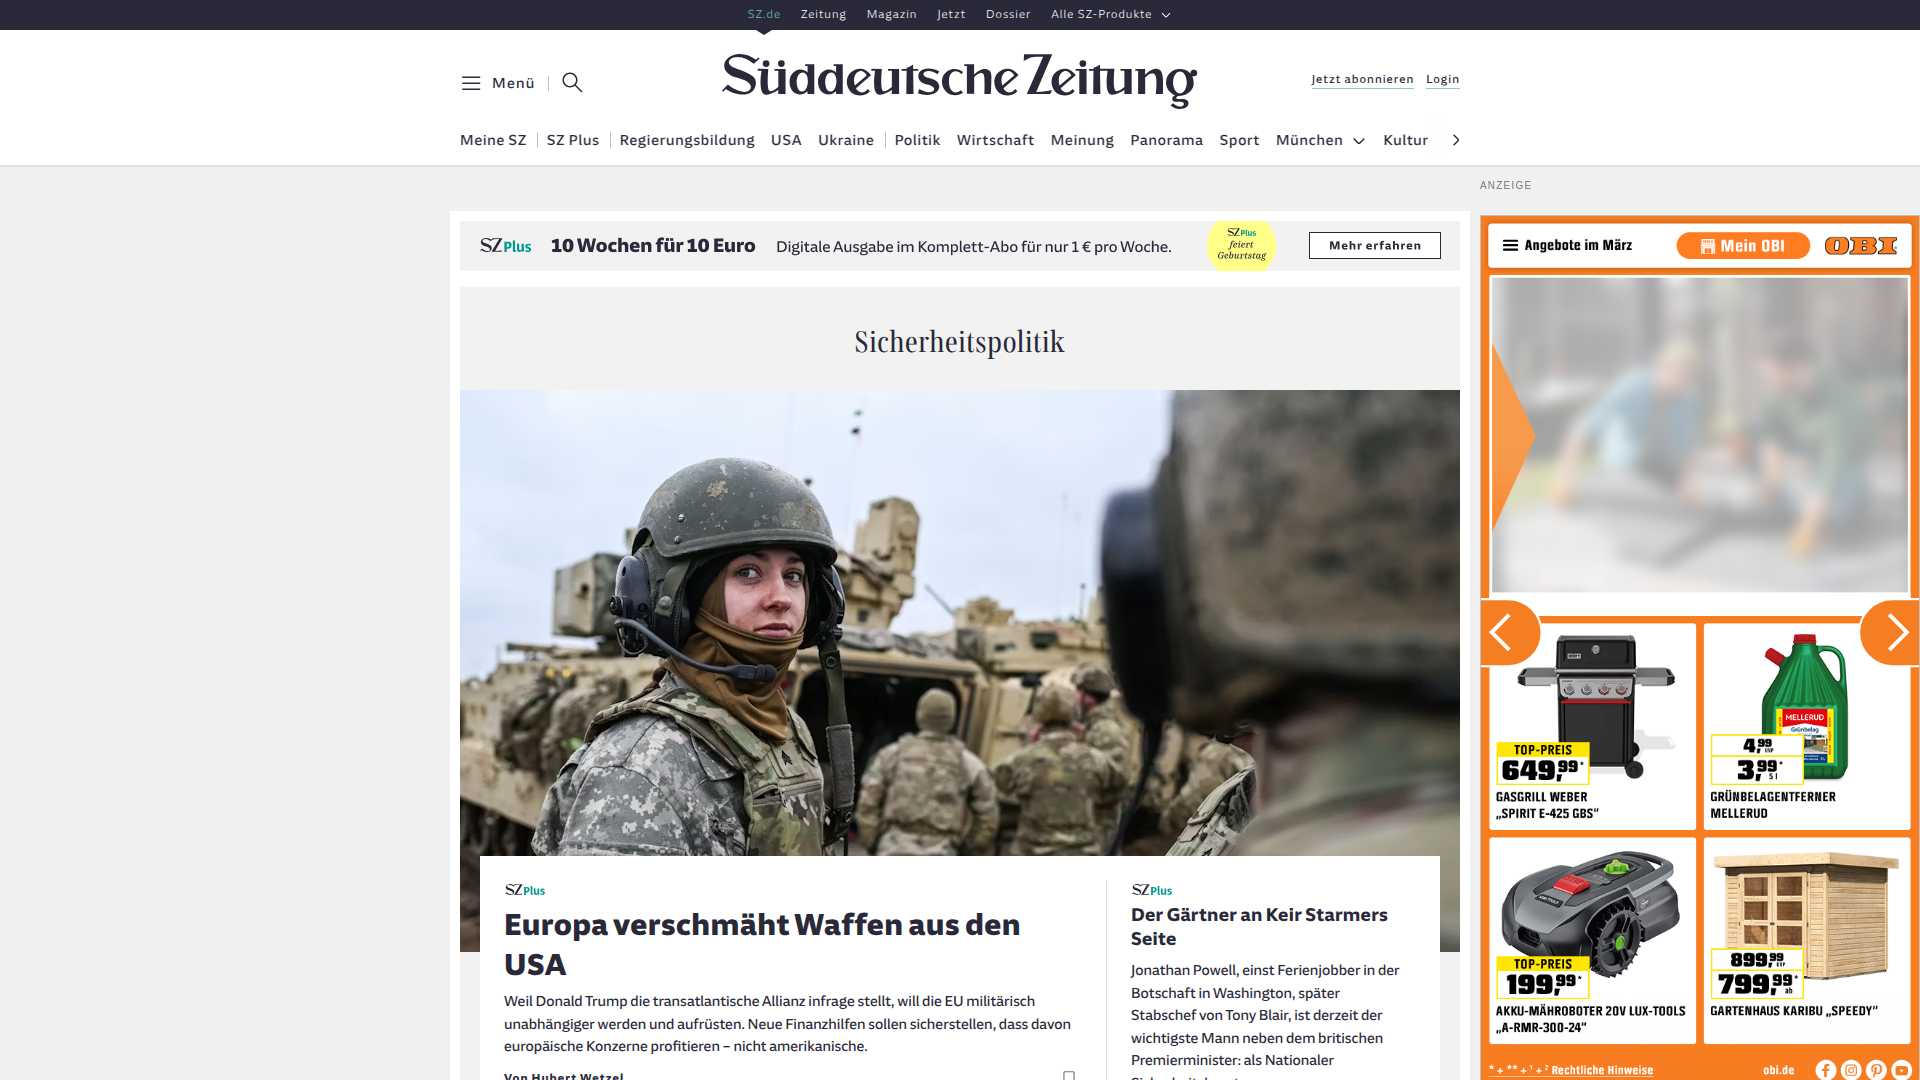 SZ.de Zeitung Magazin Jetzt Dossier Alle SZ-Produkte
Menü
Süddeutsche Zeitung
Jetzt abonnieren Login
Meine SZ SZ Plus Regierungsbildung USA Ukraine Politik Wirtschaft Meinung Panorama Sport München Kultur
ANZEIGE
SZ Plus 10 Wochen für 10 Euro Digitale Ausgabe im Komplett-Abo für nur 1 € pro Woche.
SZ Plus
feiert
Geburtstag
Mehr erfahren
Sicherheitspolitik
SZ Plus
Europa verschmäht Waffen aus den
USA
Weil Donald Trump die transatlantische Allianz infrage stellt, will die EU militärisch
unabhängiger werden und aufrüsten. Neue Finanzhilfen sollen sicherstellen, dass davon
europäische Konzerne profitieren – nicht amerikanische.
Von Hubert Wetzel
SZ Plus
Der Gärtner an Keir Starmers
Seite
Jonathan Powell, einst Ferienjobber in der
Botschaft in Washington, später
Stabschef von Tony Blair, ist derzeit der
wichtigste Mann neben dem britischen
Premierminister: als Nationaler
Angebote im März Mein OBI OBI
TOP-PREIS
649,99*
GASGRILL WEBER
„SPIRIT E-425 GBS“
MELLERUD
Grünbelag
4,99 UVP
3,99*
5 l
GRÜNBELAGENTFERNER
MELLERUD
TOP-PREIS
199,99*
AKKU-MÄHROBOTER 20V LUX-TOOLS
„A-RMR-300-24“
899,99 UVP
799,99*
ab
GARTENHAUS KARIBU „SPEEDY“
* + ** + ¹ + ² Rechtliche Hinweise
obi.de